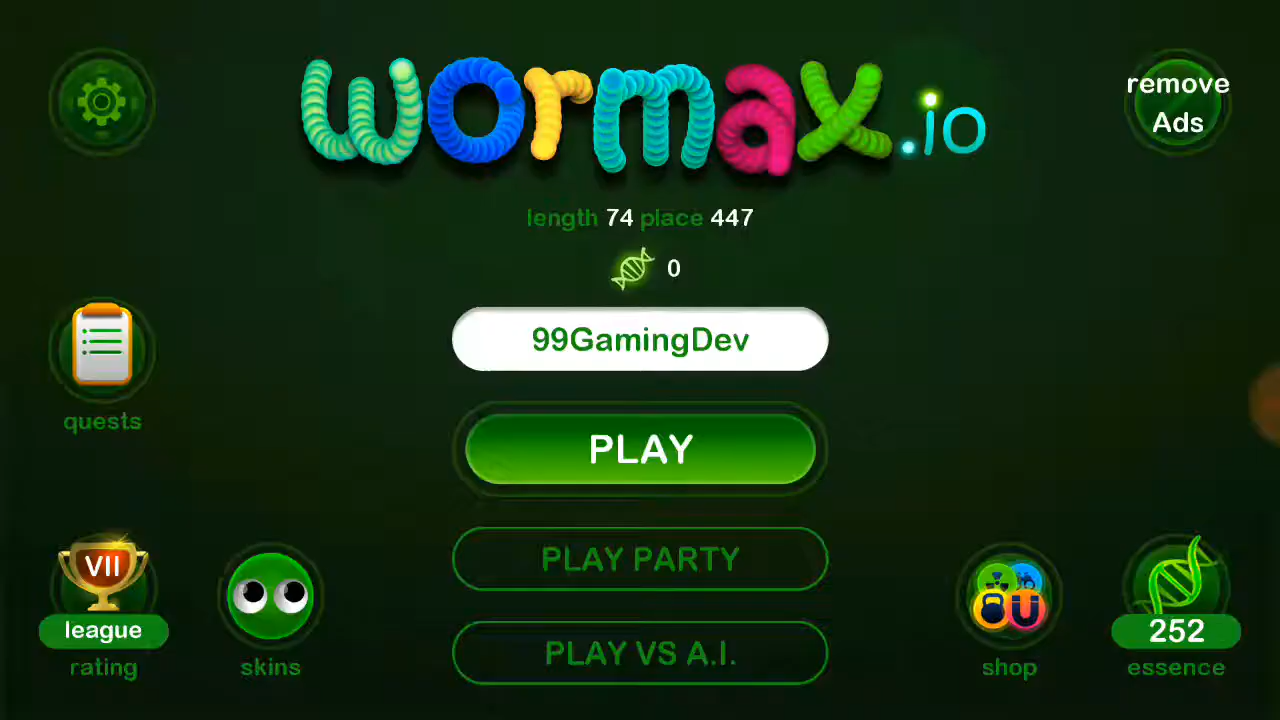 wormax.io
remove
Ads
length 74 place 447
0
99GamingDev
quests
PLAY
PLAY PARTY
PLAY VS A.I.
VII
league
rating
skins
shop
252
essence